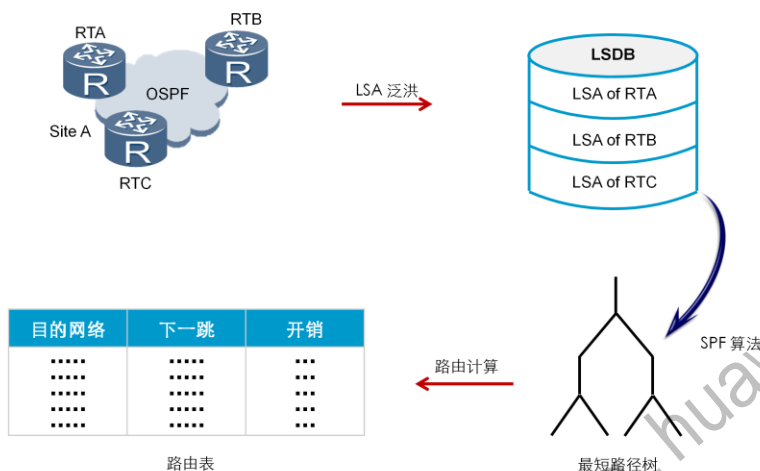 RTA
RTB
R
R
OSPF
Site A
R
RTC
LSA 泛洪
LSDB
LSA of RTA
LSA of RTB
LSA of RTC
SPF 算法
最短路径树
路由计算
目的网络 下一跳 开销
..... ..... ...
..... ..... ...
..... ..... ...
..... ..... ...
..... ..... ...
路由表
huaw